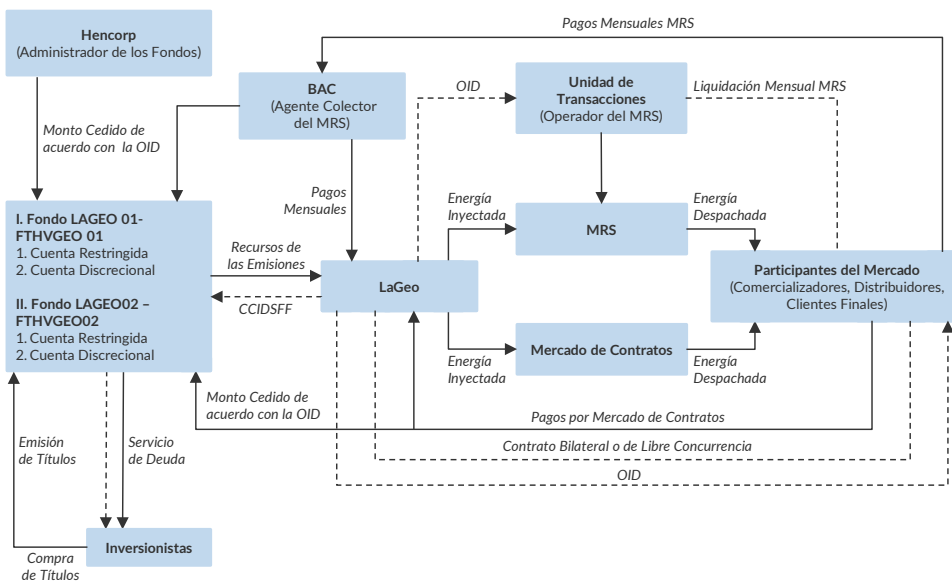 Hencorp
(Administrador de los Fondos)
Pagos Mensuales MRS
BAC
(Agente Colector
del MRS)
OID
Unidad de
Transacciones
(Operador del MRS)
Liquidación Mensual MRS
Monto Cedido de
acuerdo con la OID
Pagos
Mensuales
Energía
Inyectada
MRS
Energía
Despachada
I. Fondo LAGEO 01-
FTHVGEO 01
1. Cuenta Restringida
2. Cuenta Discrecional
II. Fondo LAGEO02 –
FTHVGEO02
1. Cuenta Restringida
2. Cuenta Discrecional
Recursos de
las Emisiones
CCIDSFF
LaGeo
Participantes del Mercado
(Comercializadores, Distribuidores,
Clientes Finales)
Energía
Inyectada
Mercado de Contratos
Energía
Despachada
Monto Cedido de
acuerdo con la OID
Pagos por Mercado de Contratos
Contrato Bilateral o de Libre Concurrencia
OID
Emisión
de Títulos
Servicio
de Deuda
Inversionistas
Compra
de Títulos